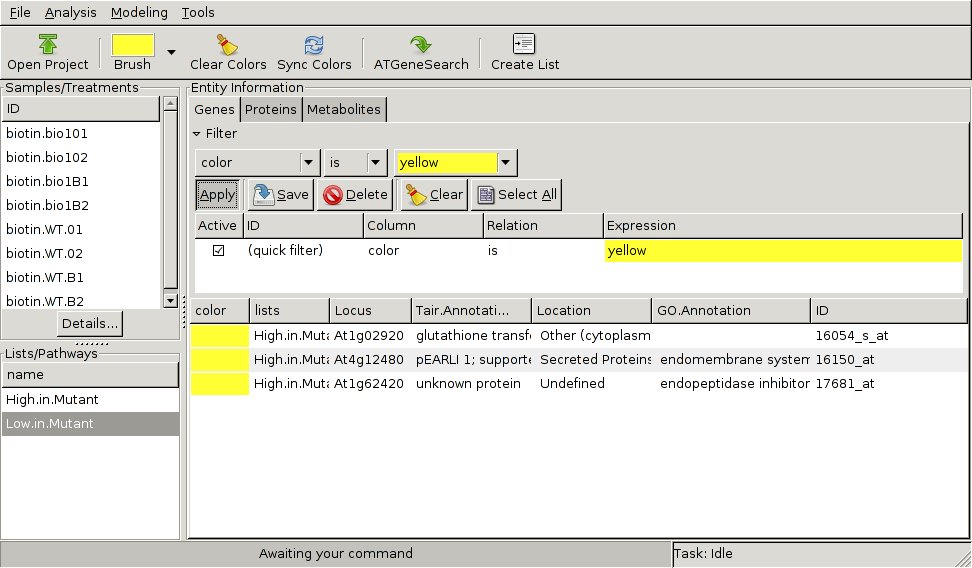 File Analysis Modeling Tools
Open Project Brush Clear Colors Sync Colors ATGeneSearch Create List
Samples/Treatments
ID
biotin.bio101
biotin.bio102
biotin.bio1B1
biotin.bio1B2
biotin.WT.01
biotin.WT.02
biotin.WT.B1
biotin.WT.B2
Details...
Lists/Pathways
name
High.in.Mutant
Low.in.Mutant
Entity Information
Genes Proteins Metabolites
Filter
color is yellow
Apply Save Delete Clear Select All
Active ID Column Relation Expression
(quick filter) color is yellow
color lists Locus Tair.Annotati... Location GO.Annotation ID
High.in.Muta At1g02920 glutathione transfe Other (cytoplasm 16054_s_at
High.in.Muta At4g12480 pEARLI 1; supporte Secreted Proteins endomembrane system 16150_at
High.in.Muta At1g62420 unknown protein Undefined endopeptidase inhibitor 17681_at
Awaiting your command
Task: Idle